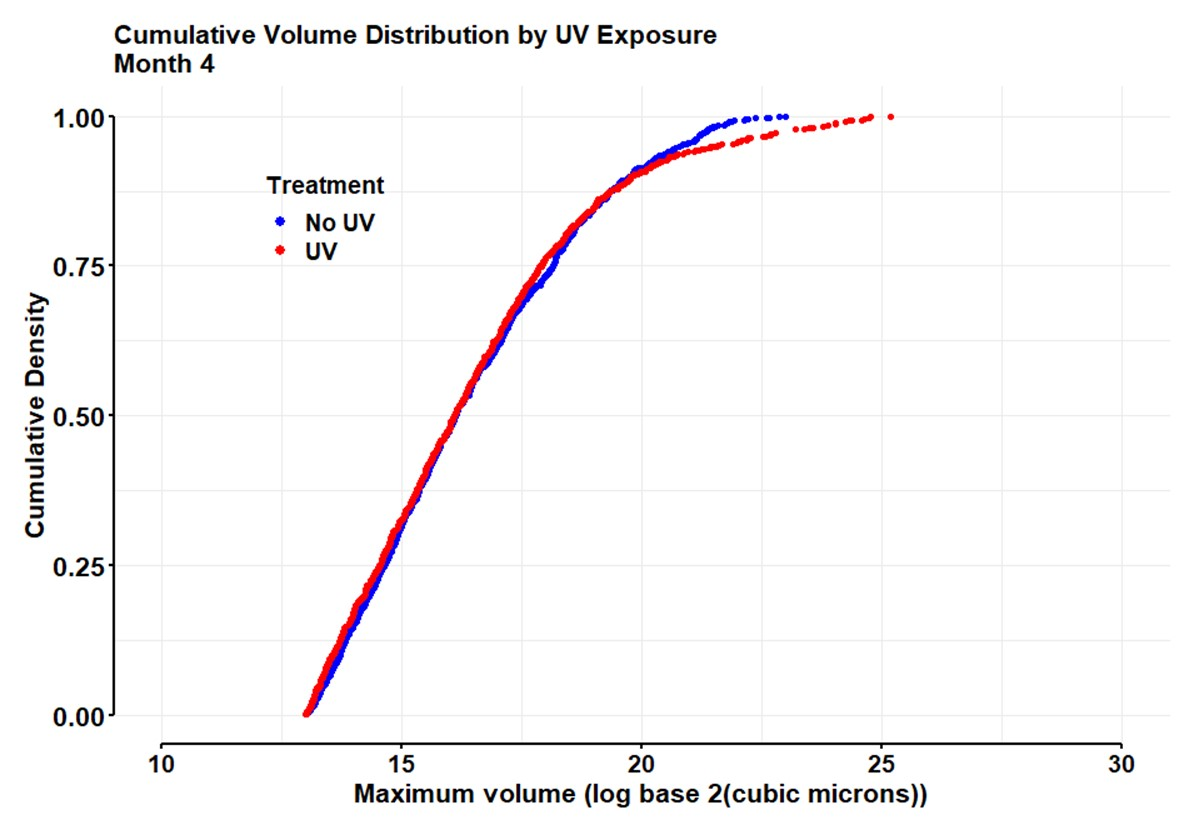 Cumulative Volume Distribution by UV Exposure
Month 4
1.00
Treatment
No UV
UV
0.75
Cumulative Density
0.50
0.25
0.00
10 15 20 25 30
Maximum volume (log base 2(cubic microns))